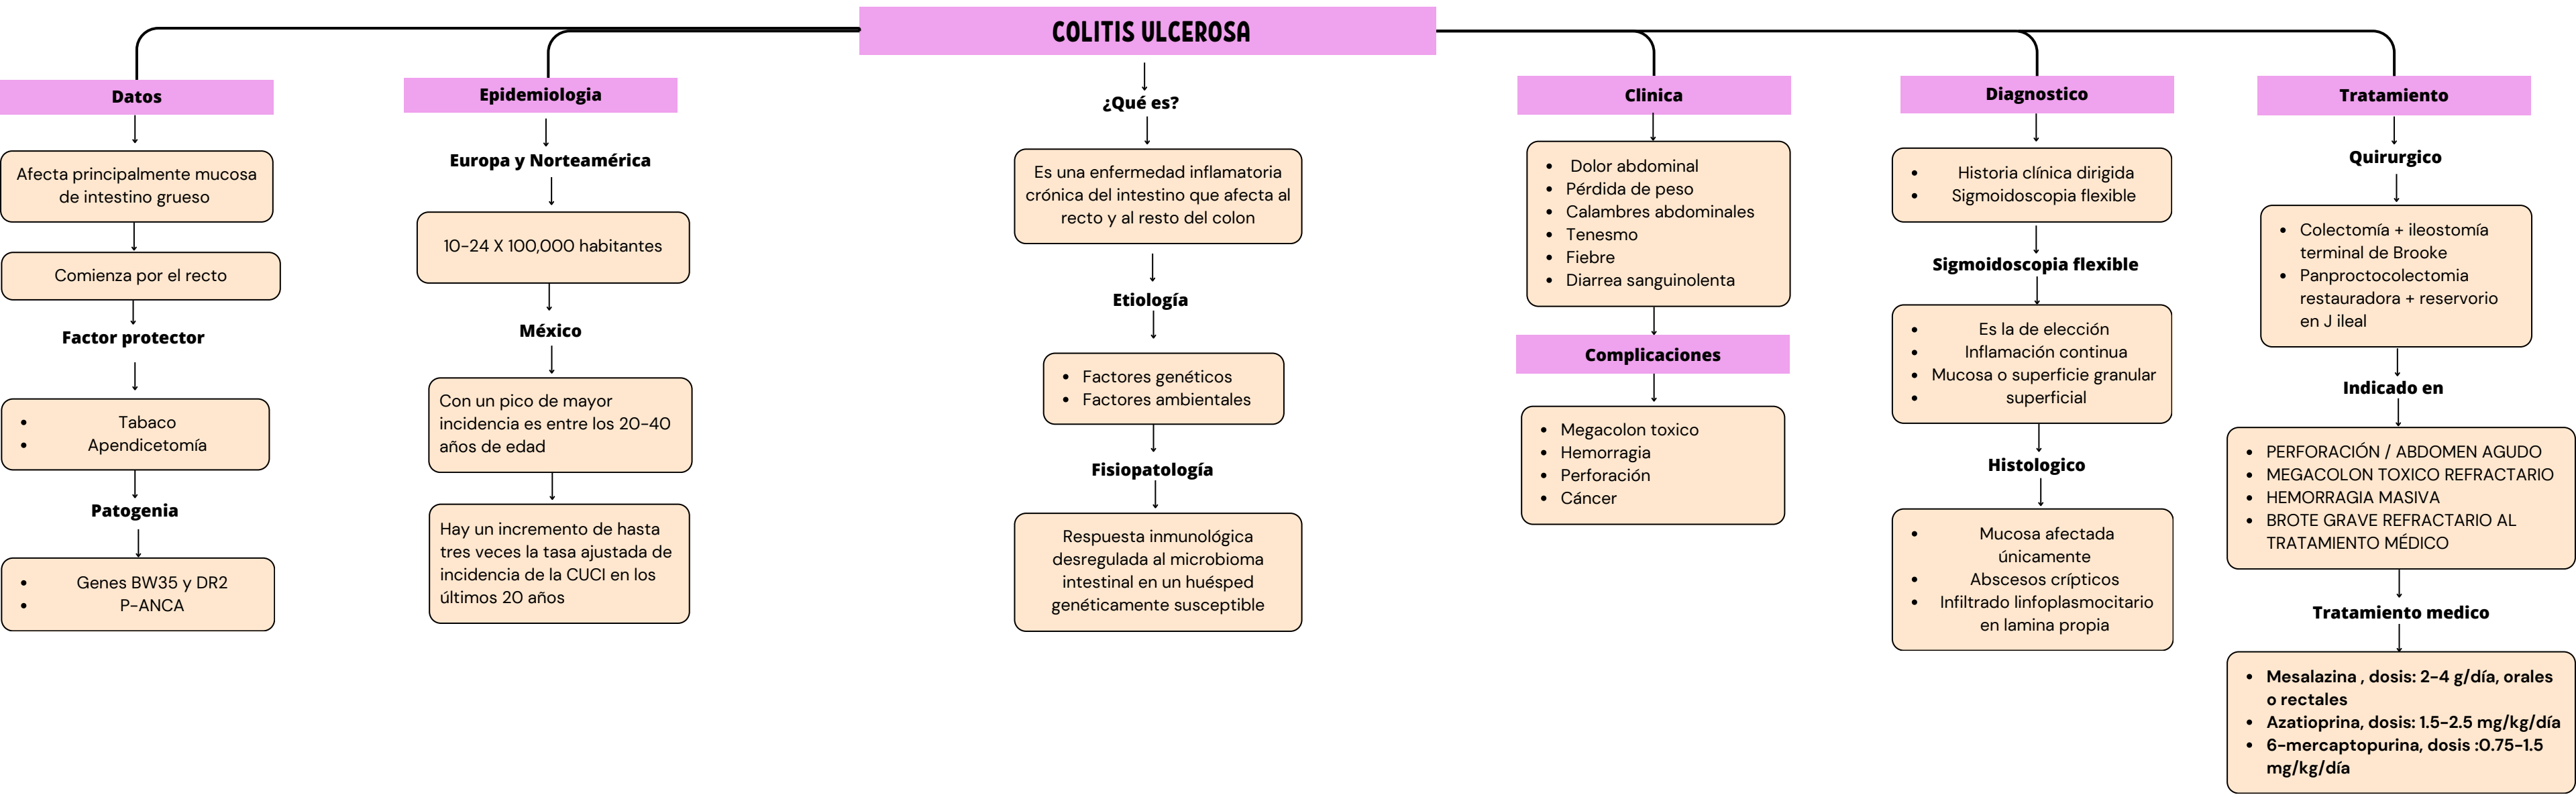 COLITIS ULCEROSA
Datos
Afecta principalmente mucosa
de intestino grueso
Comienza por el recto
Factor protector
• Tabaco
• Apendicetomía
Patogenia
• Genes BW35 y DR2
• P-ANCA
Epidemiologia
Europa y Norteamérica
10-24 X 100,000 habitantes
México
Con un pico de mayor
incidencia es entre los 20-40
años de edad
Hay un incremento de hasta
tres veces la tasa ajustada de
incidencia de la CUCI en los
últimos 20 años
¿Qué es?
Es una enfermedad inflamatoria
crónica del intestino que afecta al
recto y al resto del colon
Etiología
• Factores genéticos
• Factores ambientales
Fisiopatología
Respuesta inmunológica
desregulada al microbioma
intestinal en un huésped
genéticamente susceptible
Clinica
• Dolor abdominal
• Pérdida de peso
• Calambres abdominales
• Tenesmo
• Fiebre
• Diarrea sanguinolenta
Complicaciones
• Megacolon toxico
• Hemorragia
• Perforación
• Cáncer
Diagnostico
• Historia clínica dirigida
• Sigmoidoscopia flexible
Sigmoidoscopia flexible
• Es la de elección
• Inflamación continua
• Mucosa o superficie granular
• superficial
Histologico
• Mucosa afectada
únicamente
• Abscesos crípticos
• Infiltrado linfoplasmocitario
en lamina propia
Tratamiento
Quirurgico
• Colectomía + ileostomía
terminal de Brooke
• Panproctocolectomia
restauradora + reservorio
en J ileal
Indicado en
• PERFORACIÓN / ABDOMEN AGUDO
• MEGACOLON TOXICO REFRACTARIO
• HEMORRAGIA MASIVA
• BROTE GRAVE REFRACTARIO AL
TRATAMIENTO MÉDICO
Tratamiento medico
• Mesalazina , dosis: 2-4 g/día, orales
o rectales
• Azatioprina, dosis: 1.5-2.5 mg/kg/día
• 6-mercaptopurina, dosis :0.75-1.5
mg/kg/día